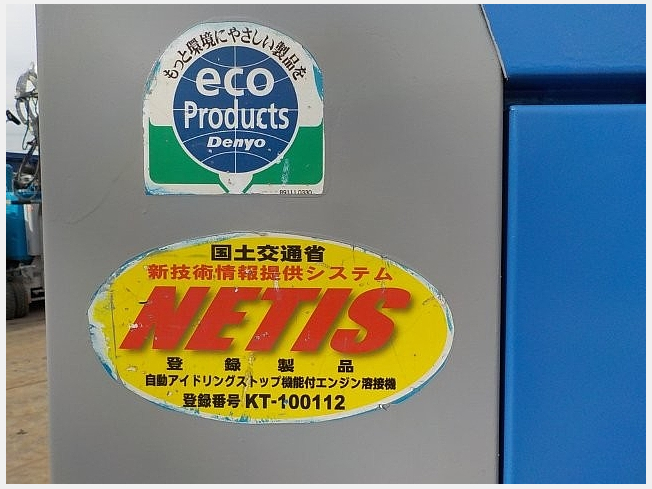 もっと環境にやさしい製品を
eco
Products
Denyo
国土交通省
新技術情報提供システム
NETIS
登録製品
自動アイドリングストップ機能付エンジン溶接機
登録番号 KT-100112